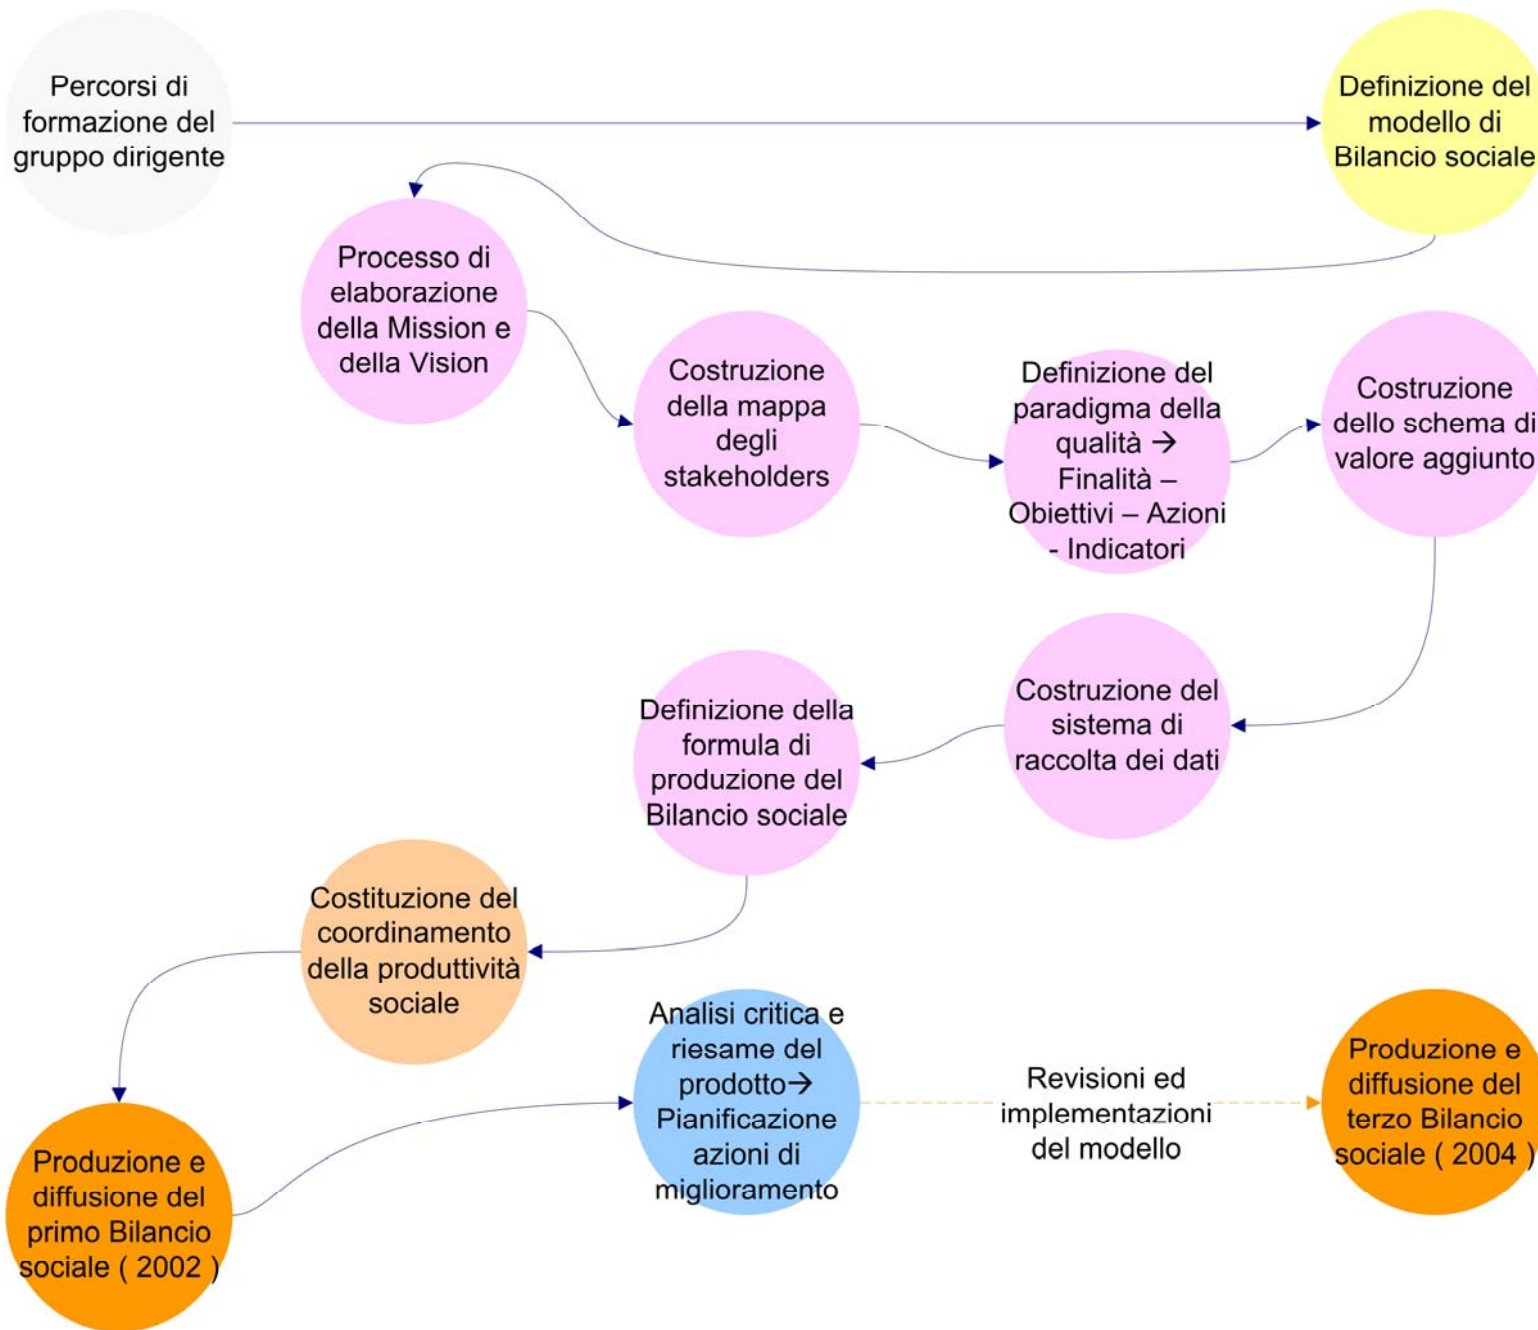 Percorsi di
formazione del
gruppo dirigente
Definizione del
modello di
Bilancio sociale
Processo di
elaborazione
della Mission e
della Vision
Costruzione
della mappa
degli
stakeholders
Definizione del
paradigma della
qualità →
Finalità –
Obiettivi – Azioni
- Indicatori
Costruzione
dello schema di
valore aggiunto
Costruzione del
sistema di
raccolta dei dati
Definizione della
formula di
produzione del
Bilancio sociale
Costituzione del
coordinamento
della produttività
sociale
Produzione e
diffusione del
primo Bilancio
sociale ( 2002 )
Analisi critica e
riesame del
prodotto→
Pianificazione
azioni di
miglioramento
Revisioni ed
implementazioni
del modello
Produzione e
diffusione del
terzo Bilancio
sociale ( 2004 )